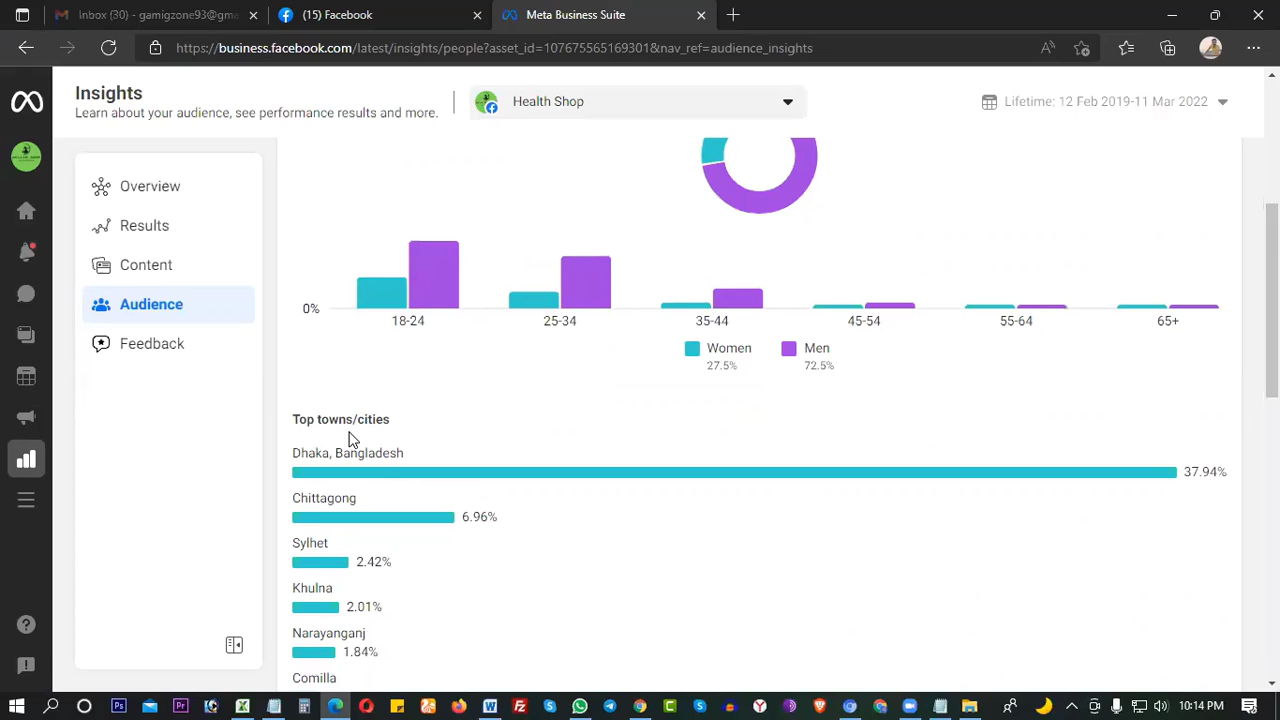 Inbox (30) - gamigzone93@gma
(15) Facebook
Meta Business Suite
https://business.facebook.com/latest/insights/people?asset_id=107675565169301&nav_ref=audience_insights
Insights
Learn about your audience, see performance results and more.
Health Shop
Lifetime: 12 Feb 2019-11 Mar 2022
Overview
Results
Content
Audience
Feedback
0%
18-24
25-34
35-44
45-54
55-64
65+
Women
27.5%
Men
72.5%
Top towns/cities
Dhaka, Bangladesh
37.94%
Chittagong
6.96%
Sylhet
2.42%
Khulna
2.01%
Narayanganj
1.84%
Comilla
10:14 PM